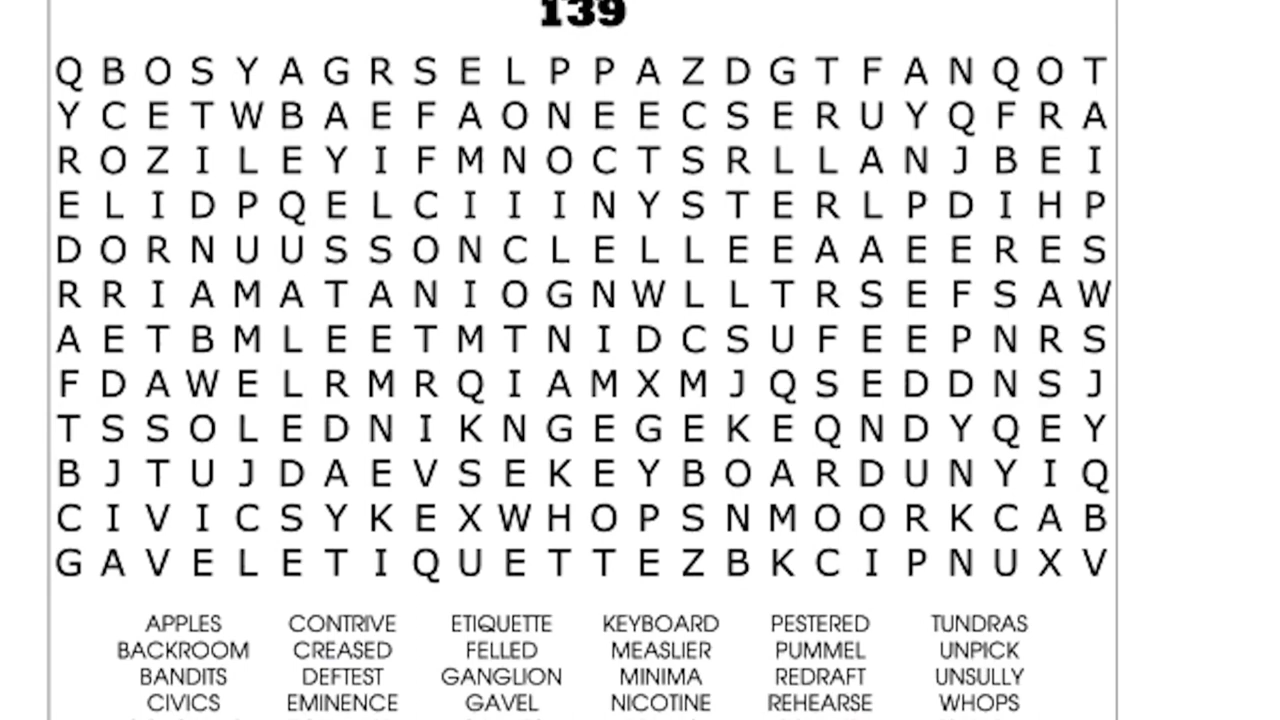 139
Q B O S Y A G R S E L P P A Z D G T F A N Q O T
Y C E T W B A E F A O N E E C S E R U Y Q F R A
R O Z I L E Y I F M N O C T S R L L A N J B E I
E L I D P Q E L C I I I N Y S T E R L P D I H P
D O R N U U S S O N C L E L L E E A A E E R E S
R R I A M A T A N I O G N W L L T R S E F S A W
A E T B M L E E T M T N I D C S U F E E P N R S
F D A W E L R M R Q I A M X M J Q S E D D N S J
T S S O L E D N I K N G E G E K E Q N D Y Q E Y
B J T U J D A E V S E K E Y B O A R D U N Y I Q
C I V I C S Y K E X W H O P S N M O O R K C A B
G A V E L E T I Q U E T T E Z B K C I P N U X V
APPLES CONTRIVE ETIQUETTE KEYBOARD PESTERED TUNDRAS
BACKROOM CREASED FELLED MEASLIER PUMMEL UNPICK
BANDITS DEFTEST GANGLION MINIMA REDRAFT UNSULLY
CIVICS EMINENCE GAVEL NICOTINE REHEARSE WHOPS